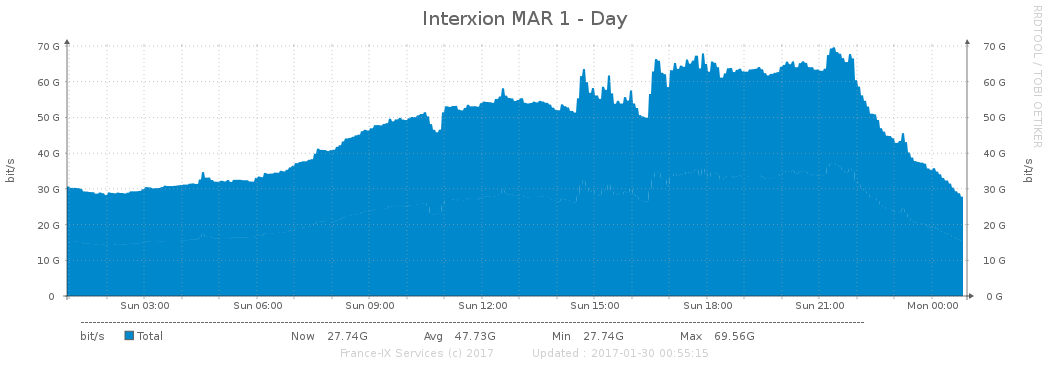 Interxion MAR 1 - Day
RRDTOOL / TOBI OETIKER
70 G 70 G
60 G 60 G
50 G 50 G
40 G 40 G
30 G 30 G
20 G 20 G
10 G 10 G
0 0 G
bit/s bit/s
Sun 03:00 Sun 06:00 Sun 09:00 Sun 12:00 Sun 15:00 Sun 18:00 Sun 21:00 Mon 00:00
bit/s Total Now 27.74G Avg 47.73G Min 27.74G Max 69.56G
France-IX Services (c) 2017 Updated : 2017-01-30 00:55:15